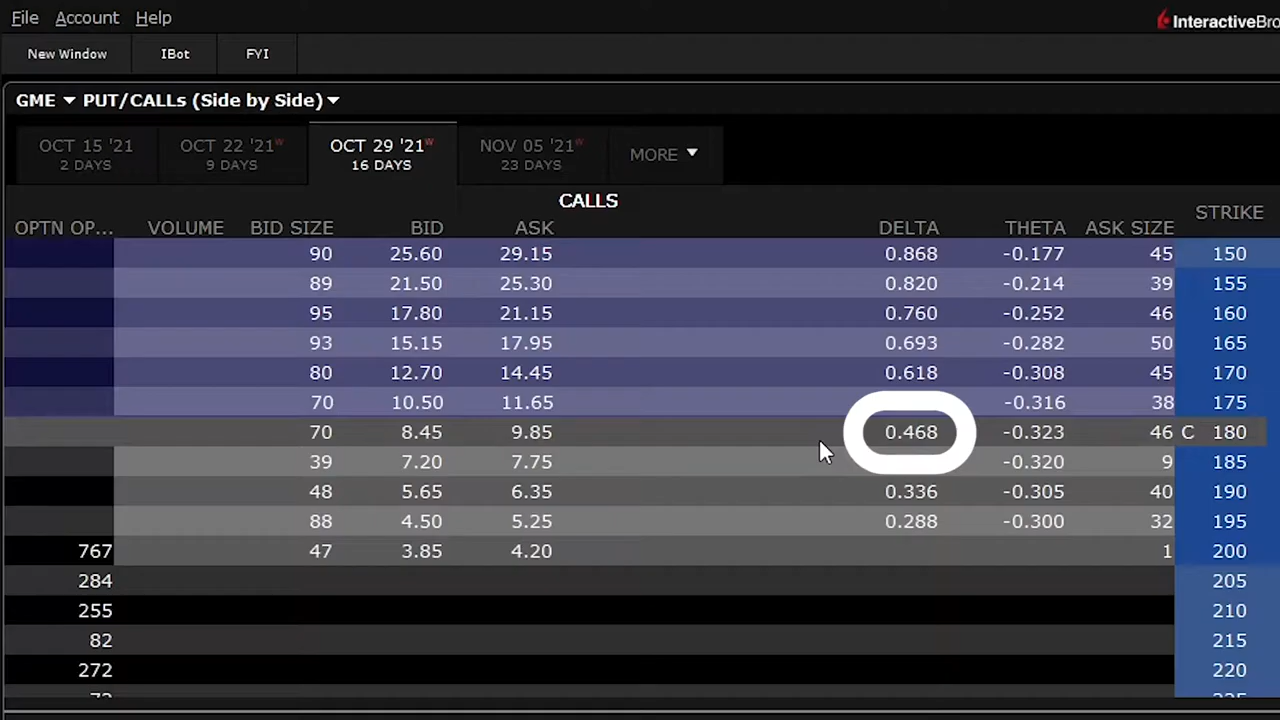 File Account Help
InteractiveBro
New Window IBot FYI
GME PUT/CALLs (Side by Side)
OCT 15 '21 OCT 22 '21W OCT 29 '21W NOV 05 '21W MORE
2 DAYS 9 DAYS 16 DAYS 23 DAYS
CALLS
OPTN OP... VOLUME BID SIZE BID ASK DELTA THETA ASK SIZE STRIKE
90 25.60 29.15 0.868 -0.177 45 150
89 21.50 25.30 0.820 -0.214 39 155
95 17.80 21.15 0.760 -0.252 46 160
93 15.15 17.95 0.693 -0.282 50 165
80 12.70 14.45 0.618 -0.308 45 170
70 10.50 11.65 -0.316 38 175
70 8.45 9.85 0.468 -0.323 46 C 180
39 7.20 7.75 -0.320 9 185
48 5.65 6.35 0.336 -0.305 40 190
88 4.50 5.25 0.288 -0.300 32 195
767 47 3.85 4.20 1 200
284 205
255 210
82 215
272 220